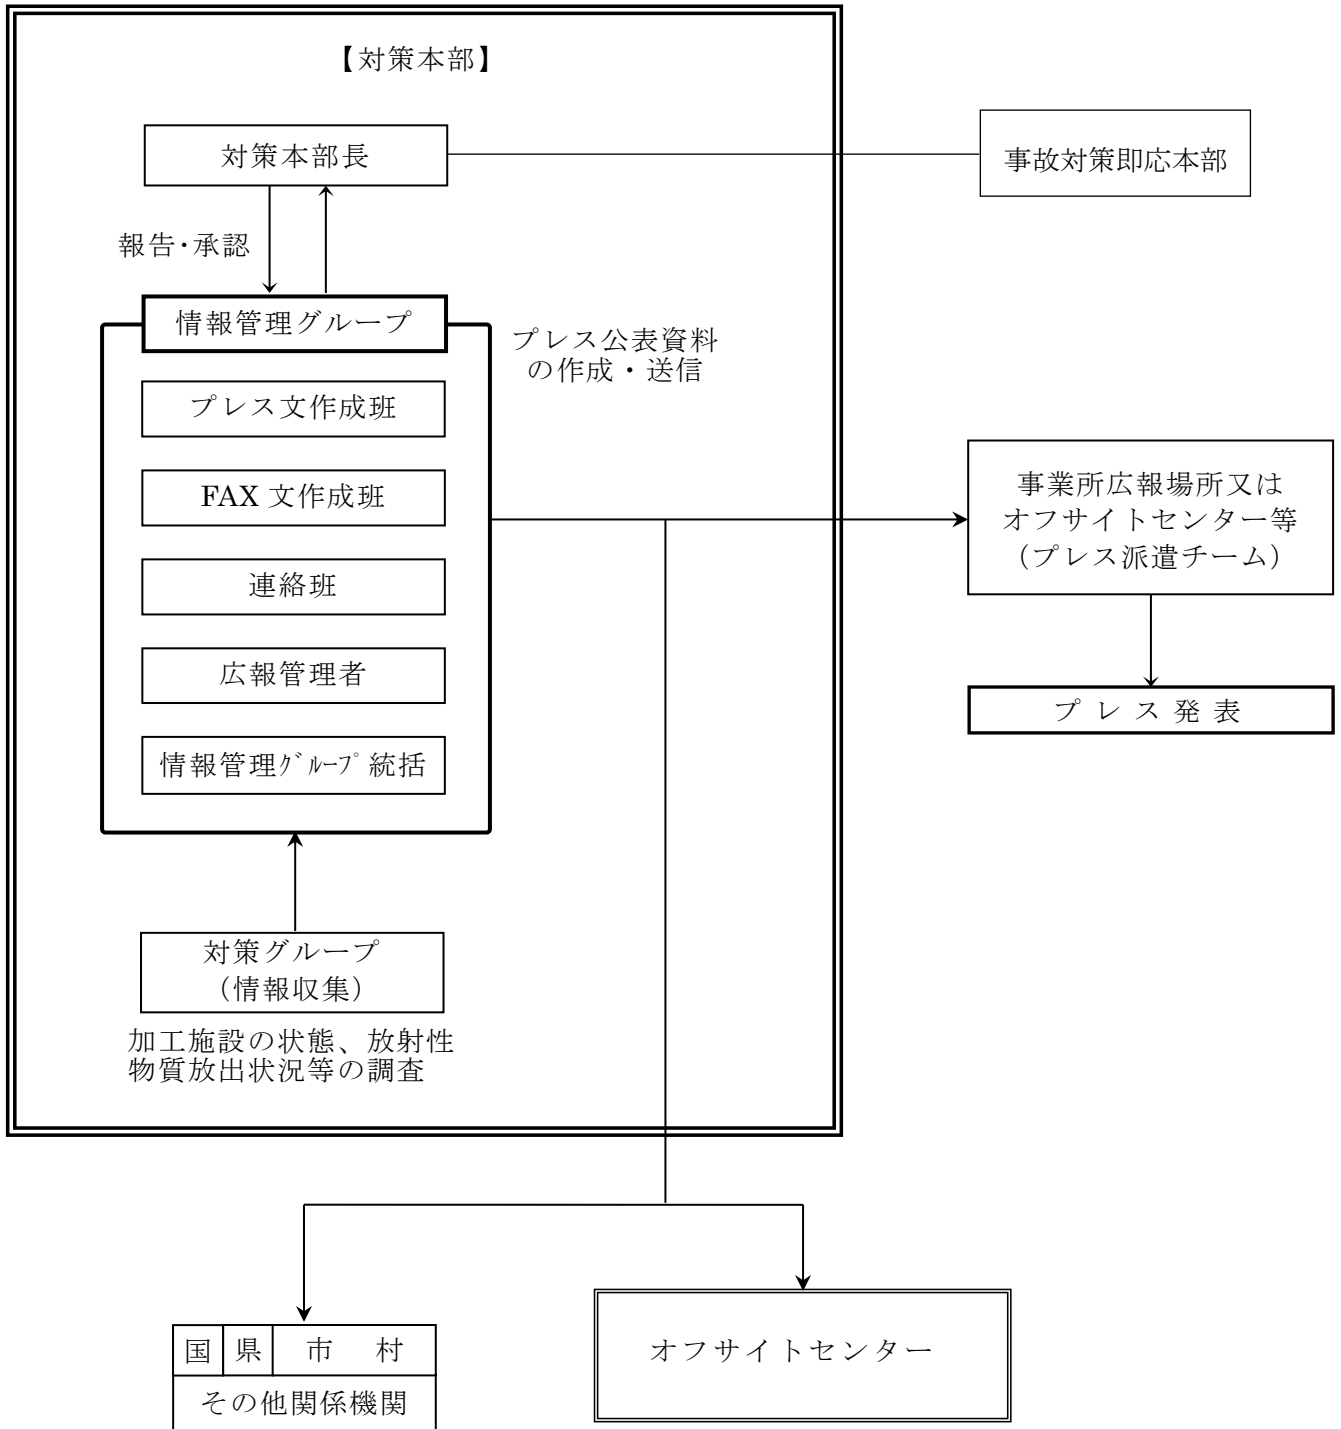 【対策本部】
対策本部長
事故対策即応本部
報告・承認
情報管理グループ
プレス公表資料
の作成・送信
プレス文作成班
FAX 文作成班
連絡班
広報管理者
情報管理ｸﾞﾙｰﾌﾟ統括
事業所広報場所又は
オフサイトセンター等
（プレス派遣チーム）
プレス発表
対策グループ
（情報収集）
加工施設の状態、放射性
物質放出状況等の調査
国 県 市 村
その他関係機関
オフサイトセンター